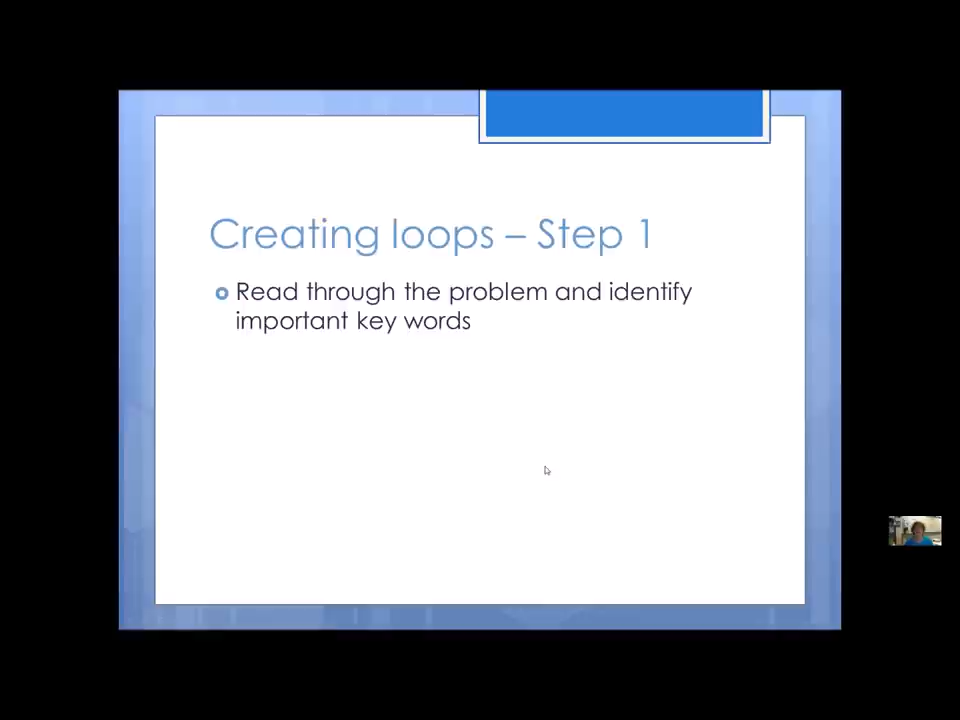 Creating loops – Step 1
Read through the problem and identify
important key words